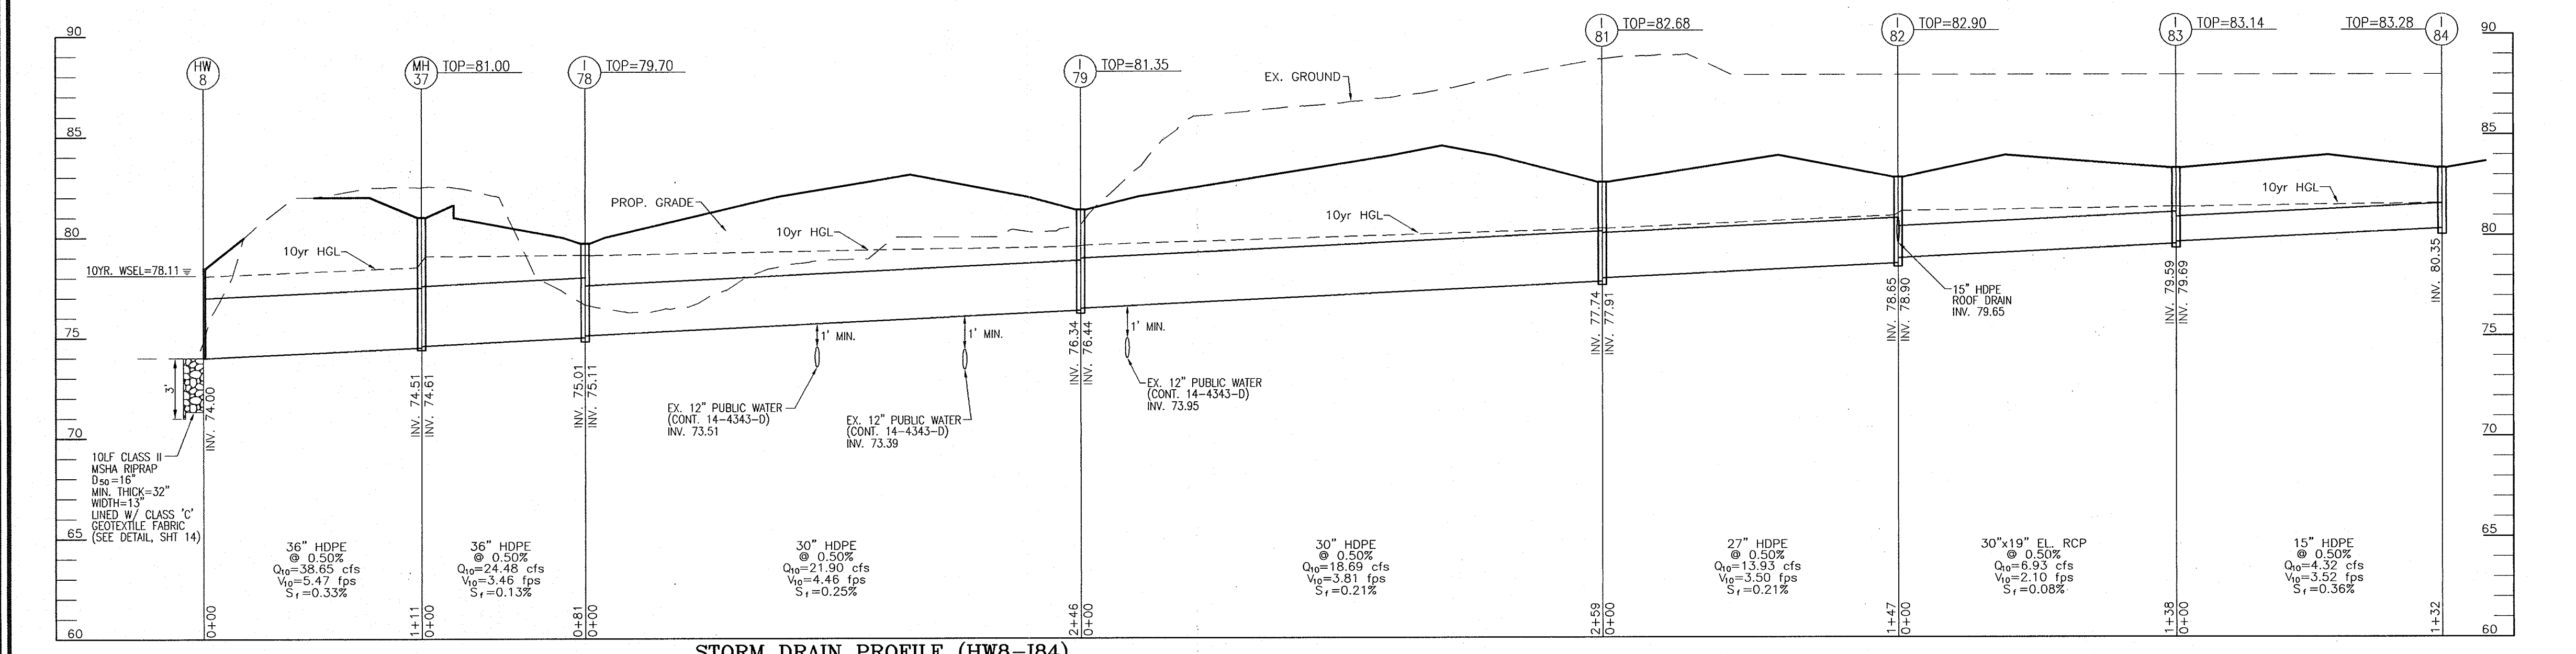 90
85
80
75
70
65
60
HW
8
MH
37
TOP=81.00
I
78
TOP=79.70
I
79
TOP=81.35
I
81
TOP=82.68
I
82
TOP=82.90
I
83
TOP=83.14
TOP=83.28
I
84
90
85
80
75
70
65
60
EX. GROUND
PROP. GRADE
10yr HGL
10yr HGL
10yr HGL
10yr HGL
10YR. WSEL=78.11
3'
INV. 74.00
INV. 74.51
INV. 74.61
INV. 75.01
INV. 75.11
INV. 76.34
INV. 76.44
INV. 77.74
INV. 77.91
INV. 78.65
INV. 78.90
INV. 79.59
INV. 79.69
INV. 80.35
1' MIN.
1' MIN.
1' MIN.
EX. 12" PUBLIC WATER
(CONT. 14-4343-D)
INV. 73.51
EX. 12" PUBLIC WATER
(CONT. 14-4343-D)
INV. 73.39
EX. 12" PUBLIC WATER
(CONT. 14-4343-D)
INV. 73.95
15" HDPE
ROOF DRAIN
INV. 79.65
10LF CLASS II
MSHA RIPRAP
D50=16"
MIN. THICK=32"
WIDTH=13"
LINED W/ CLASS 'C'
GEOTEXTILE FABRIC
(SEE DETAIL, SHT 14)
36" HDPE
@ 0.50%
Q10=38.65 cfs
V10=5.47 fps
Sf=0.33%
36" HDPE
@ 0.50%
Q10=24.48 cfs
V10=3.46 fps
Sf=0.13%
30" HDPE
@ 0.50%
Q10=21.90 cfs
V10=4.46 fps
Sf=0.25%
30" HDPE
@ 0.50%
Q10=18.69 cfs
V10=3.81 fps
Sf=0.21%
27" HDPE
@ 0.50%
Q10=13.93 cfs
V10=3.50 fps
Sf=0.21%
30"x19" EL. RCP
@ 0.50%
Q10=6.93 cfs
V10=2.10 fps
Sf=0.08%
15" HDPE
@ 0.50%
Q10=4.32 cfs
V10=3.52 fps
Sf=0.36%
0+00
1+11
0+00
0+81
0+00
2+46
0+00
2+59
0+00
1+47
0+00
1+38
0+00
1+32
STORM DRAIN PROFILE (HW8-I84)